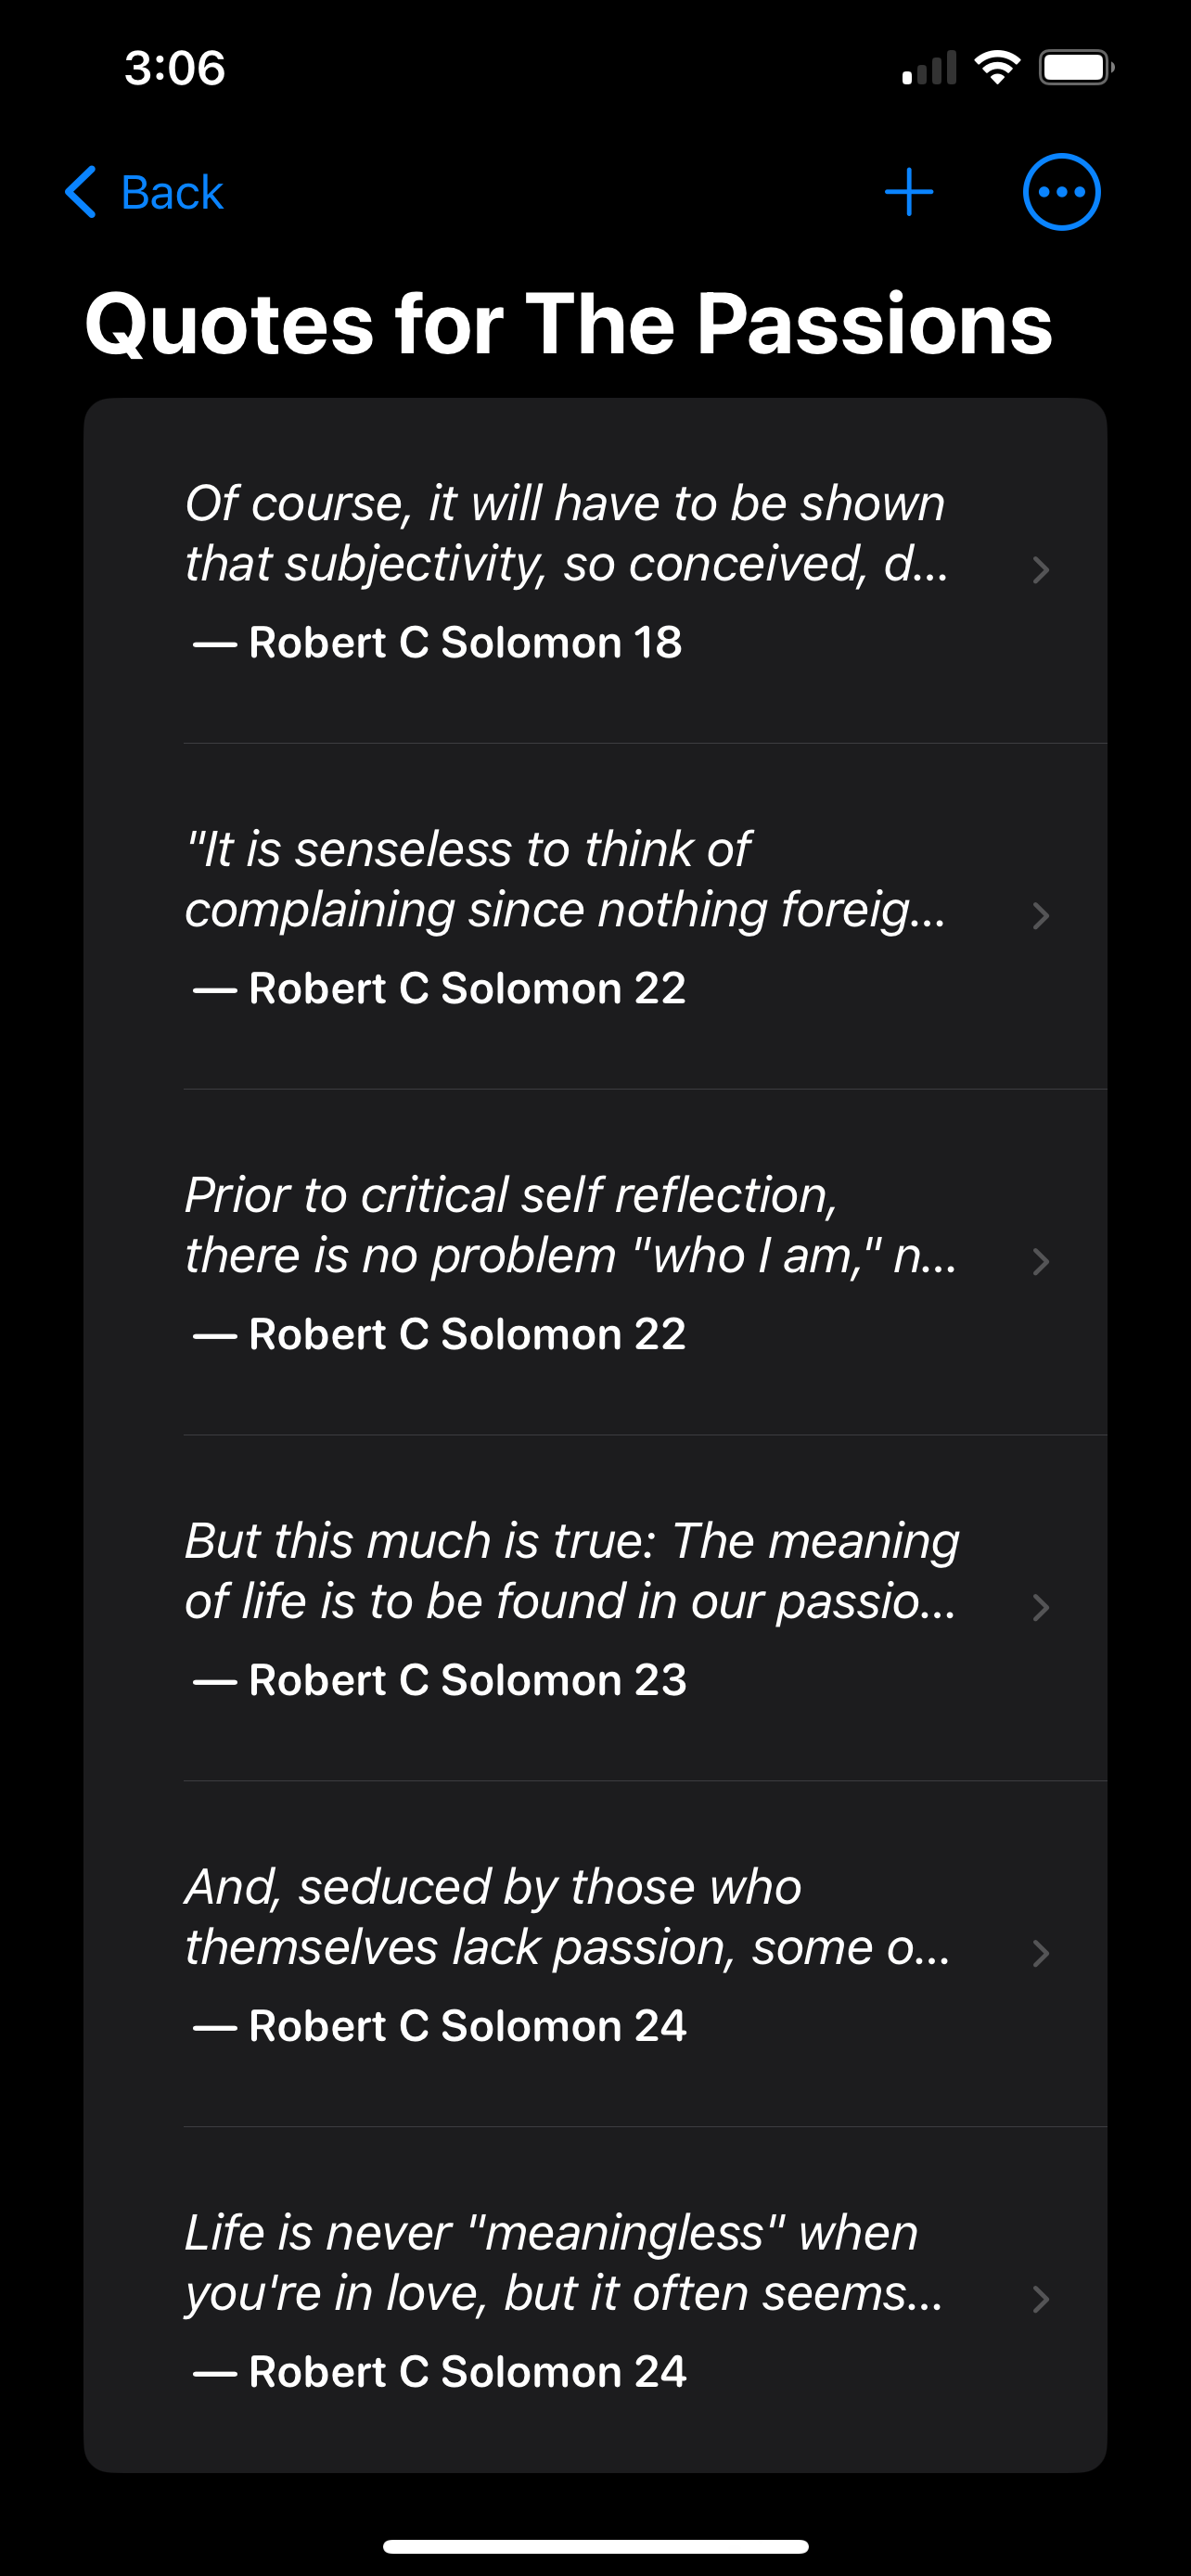 3:06
Back
Quotes for The Passions
Of course, it will have to be shown
that subjectivity, so conceived, d...
— Robert C Solomon 18
"It is senseless to think of
complaining since nothing foreig...
— Robert C Solomon 22
Prior to critical self reflection,
there is no problem "who I am," n...
— Robert C Solomon 22
But this much is true: The meaning
of life is to be found in our passio...
— Robert C Solomon 23
And, seduced by those who
themselves lack passion, some o...
— Robert C Solomon 24
Life is never "meaningless" when
you're in love, but it often seems...
— Robert C Solomon 24